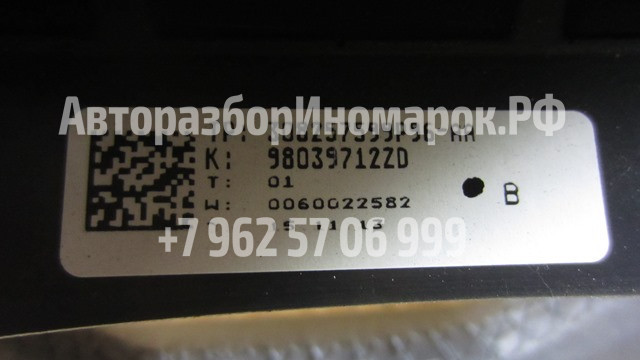 АвторазборИномарок.РФ
K: 98039712ZD
T: 01
W: 0060022582
B
+7 962 57 06 999